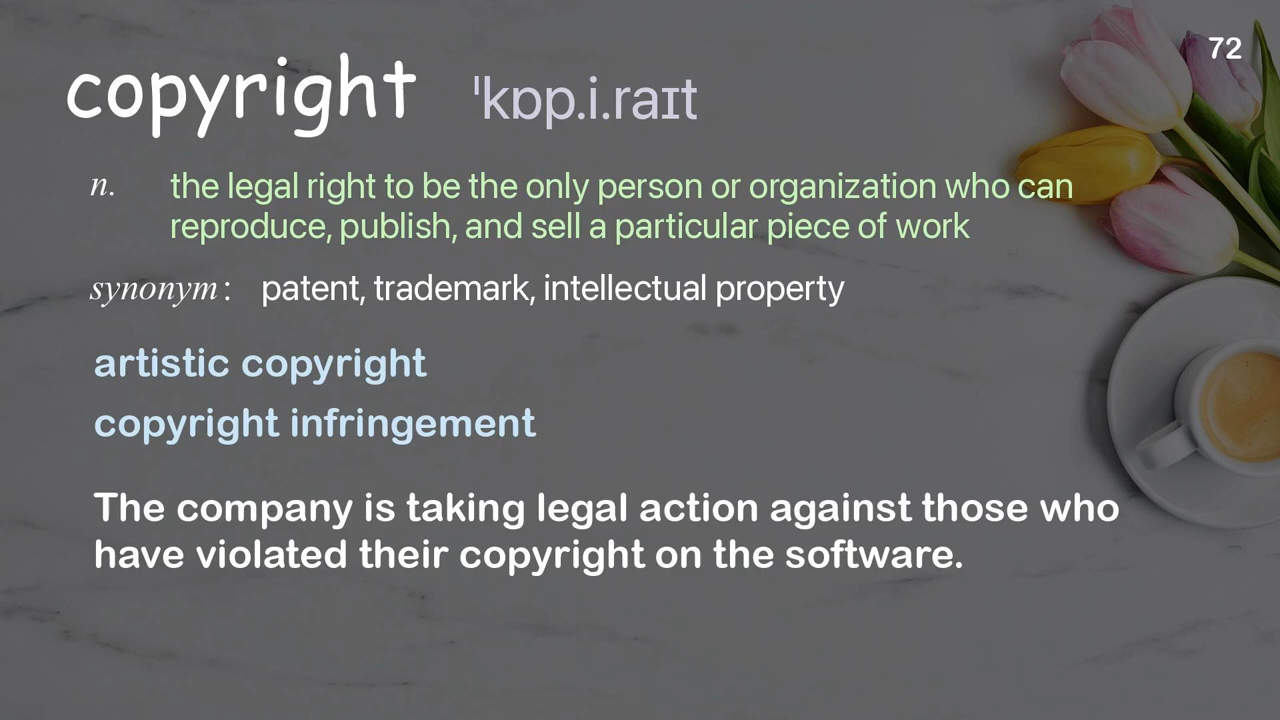 72
copyright ˈkɒp.i.raɪt
n. the legal right to be the only person or organization who can
reproduce, publish, and sell a particular piece of work
synonym: patent, trademark, intellectual property
artistic copyright
copyright infringement
The company is taking legal action against those who
have violated their copyright on the software.